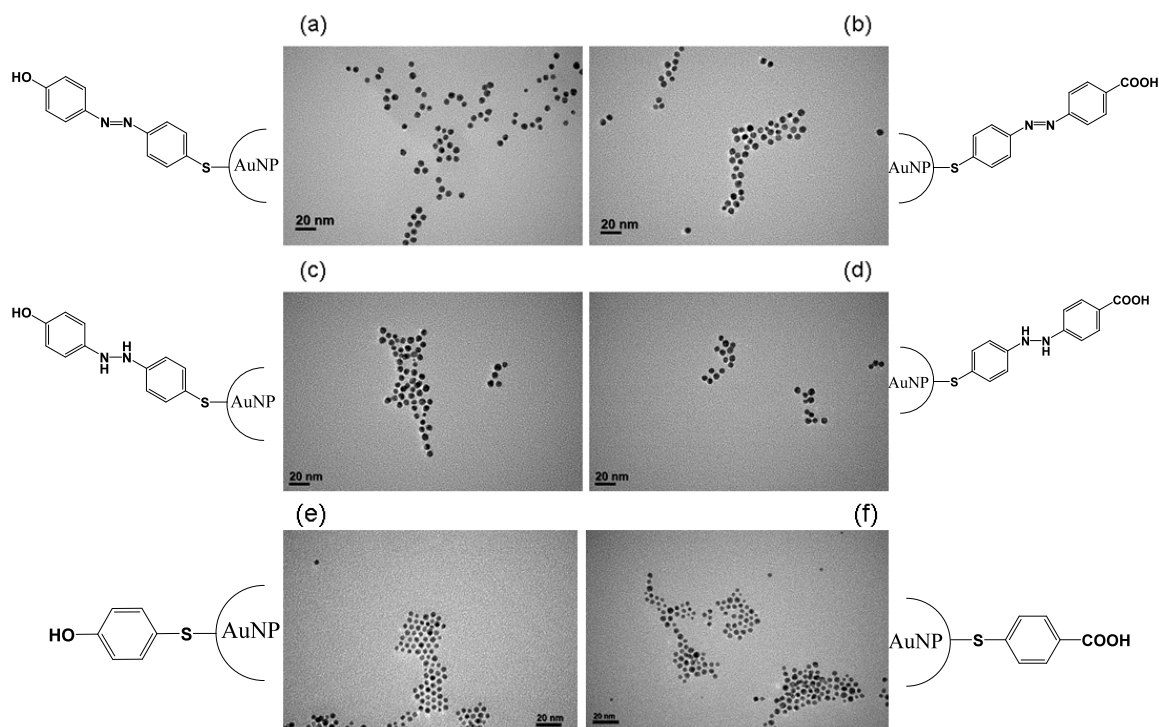 (a)
(b)
HO
N=N
S
AuNP
20 nm
20 nm
AuNP
S
N=N
COOH
(c)
(d)
HO
H
N
N
H
S
AuNP
20 nm
20 nm
AuNP
S
H
N
N
H
COOH
(e)
(f)
HO
S
AuNP
20 nm
20 nm
AuNP
S
COOH